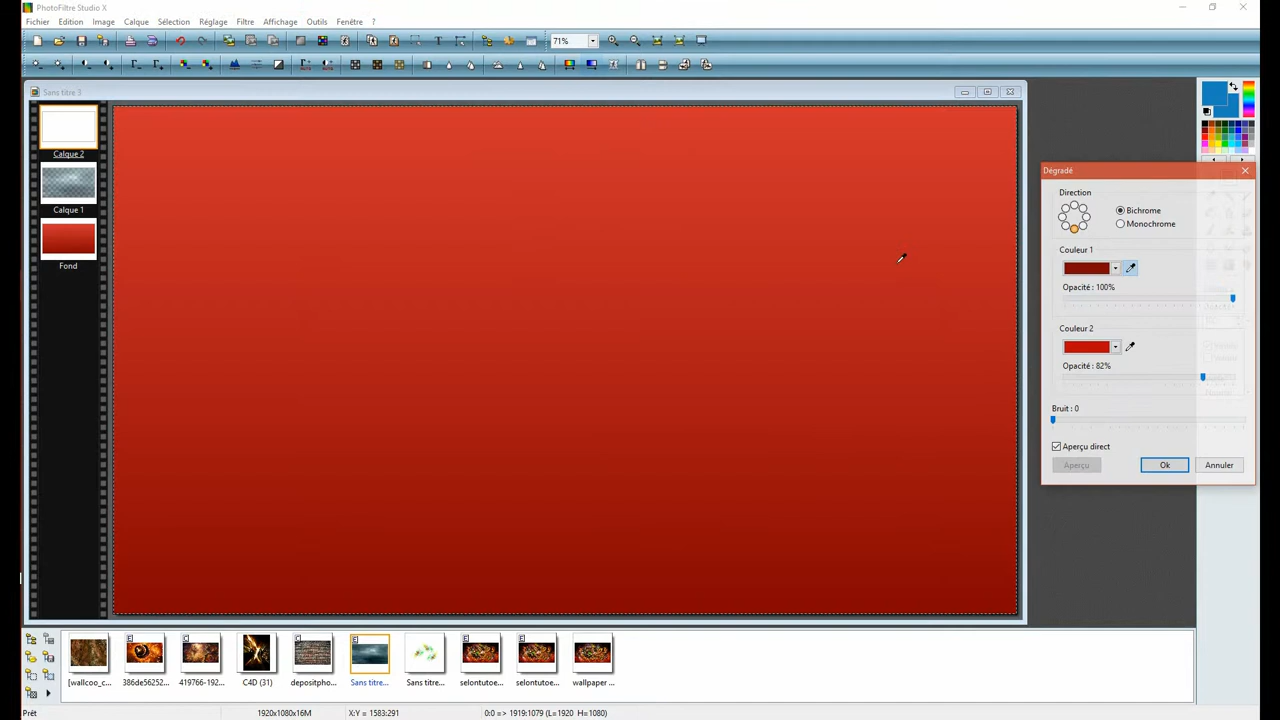 PhotoFiltre Studio X
Fichier Edition Image Calque Sélection Réglage Filtre Affichage Outils Fenêtre ?
71%
Sans titre 3
Calque 2
Calque 1
Fond
Dégradé
Direction
Bichrome
Monochrome
Couleur 1
Opacité : 100%
Couleur 2
Opacité : 82%
Bruit : 0
Aperçu direct
Aperçu Ok Annuler
[wallcoo_c... 386de56252... 419766-192... C4D (31) depositpho... Sans titre... Sans titre... selontutoe... selontutoe... wallpaper ...
Prêt 1920x1080x16M X:Y = 1583:291 0:0 => 1919:1079 (L=1920 H=1080)